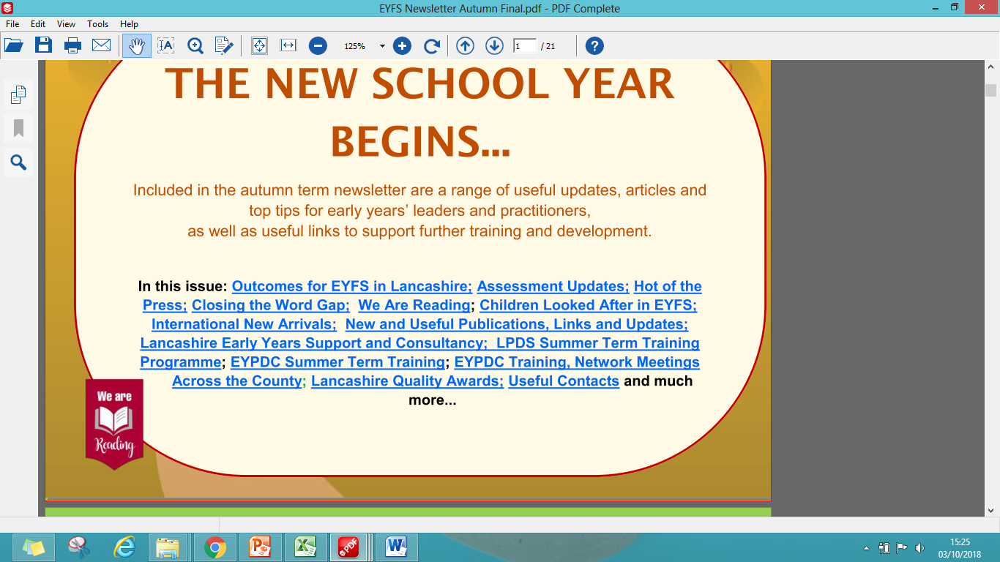 EYFS Newsletter Autumn Final.pdf - PDF Complete
File Edit View Tools Help
125%
1 / 21
THE NEW SCHOOL YEAR
BEGINS...
Included in the autumn term newsletter are a range of useful updates, articles and
top tips for early years’ leaders and practitioners,
as well as useful links to support further training and development.
In this issue: Outcomes for EYFS in Lancashire; Assessment Updates; Hot of the
Press; Closing the Word Gap; We Are Reading; Children Looked After in EYFS;
International New Arrivals; New and Useful Publications, Links and Updates;
Lancashire Early Years Support and Consultancy; LPDS Summer Term Training
Programme; EYPDC Summer Term Training; EYPDC Training, Network Meetings
Across the County; Lancashire Quality Awards; Useful Contacts and much
more...
We are
Reading
PDF
15:25
03/10/2018